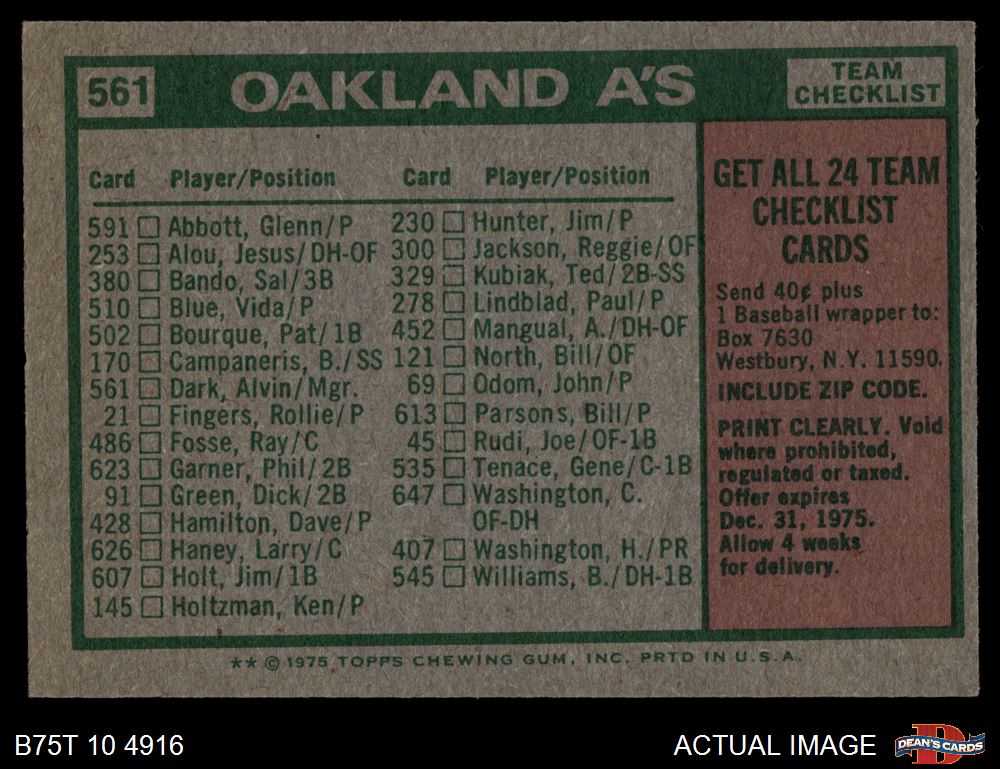 561 OAKLAND A'S TEAM CHECKLIST
Card Player/Position
591 Abbott, Glenn/P
253 Alou, Jesus/DH-OF
380 Bando, Sal/3B
510 Blue, Vida/P
502 Bourque, Pat/1B
170 Campaneris, B./SS
561 Dark, Alvin/Mgr.
21 Fingers, Rollie/P
486 Fosse, Ray/C
623 Garner, Phil/2B
91 Green, Dick/2B
428 Hamilton, Dave/P
626 Haney, Larry/C
607 Holt, Jim/1B
145 Holtzman, Ken/P
Card Player/Position
230 Hunter, Jim/P
300 Jackson, Reggie/OF
329 Kubiak, Ted/2B-SS
278 Lindblad, Paul/P
452 Mangual, A./DH-OF
121 North, Bill/OF
69 Odom, John/P
613 Parsons, Bill/P
45 Rudi, Joe/OF-1B
535 Tenace, Gene/C-1B
647 Washington, C.
OF-DH
407 Washington, H./PR
545 Williams, B./DH-1B
GET ALL 24 TEAM
CHECKLIST
CARDS
Send 40¢ plus
1 Baseball wrapper to:
Box 7630
Westbury, N.Y. 11590.
INCLUDE ZIP CODE.
PRINT CLEARLY. Void
where prohibited,
regulated or taxed.
Offer expires
Dec. 31, 1975.
Allow 4 weeks
for delivery.
** © 1975 TOPPS CHEWING GUM, INC. PRTD IN U.S.A.
B75T 10 4916
ACTUAL IMAGE
D
DEAN'S CARDS